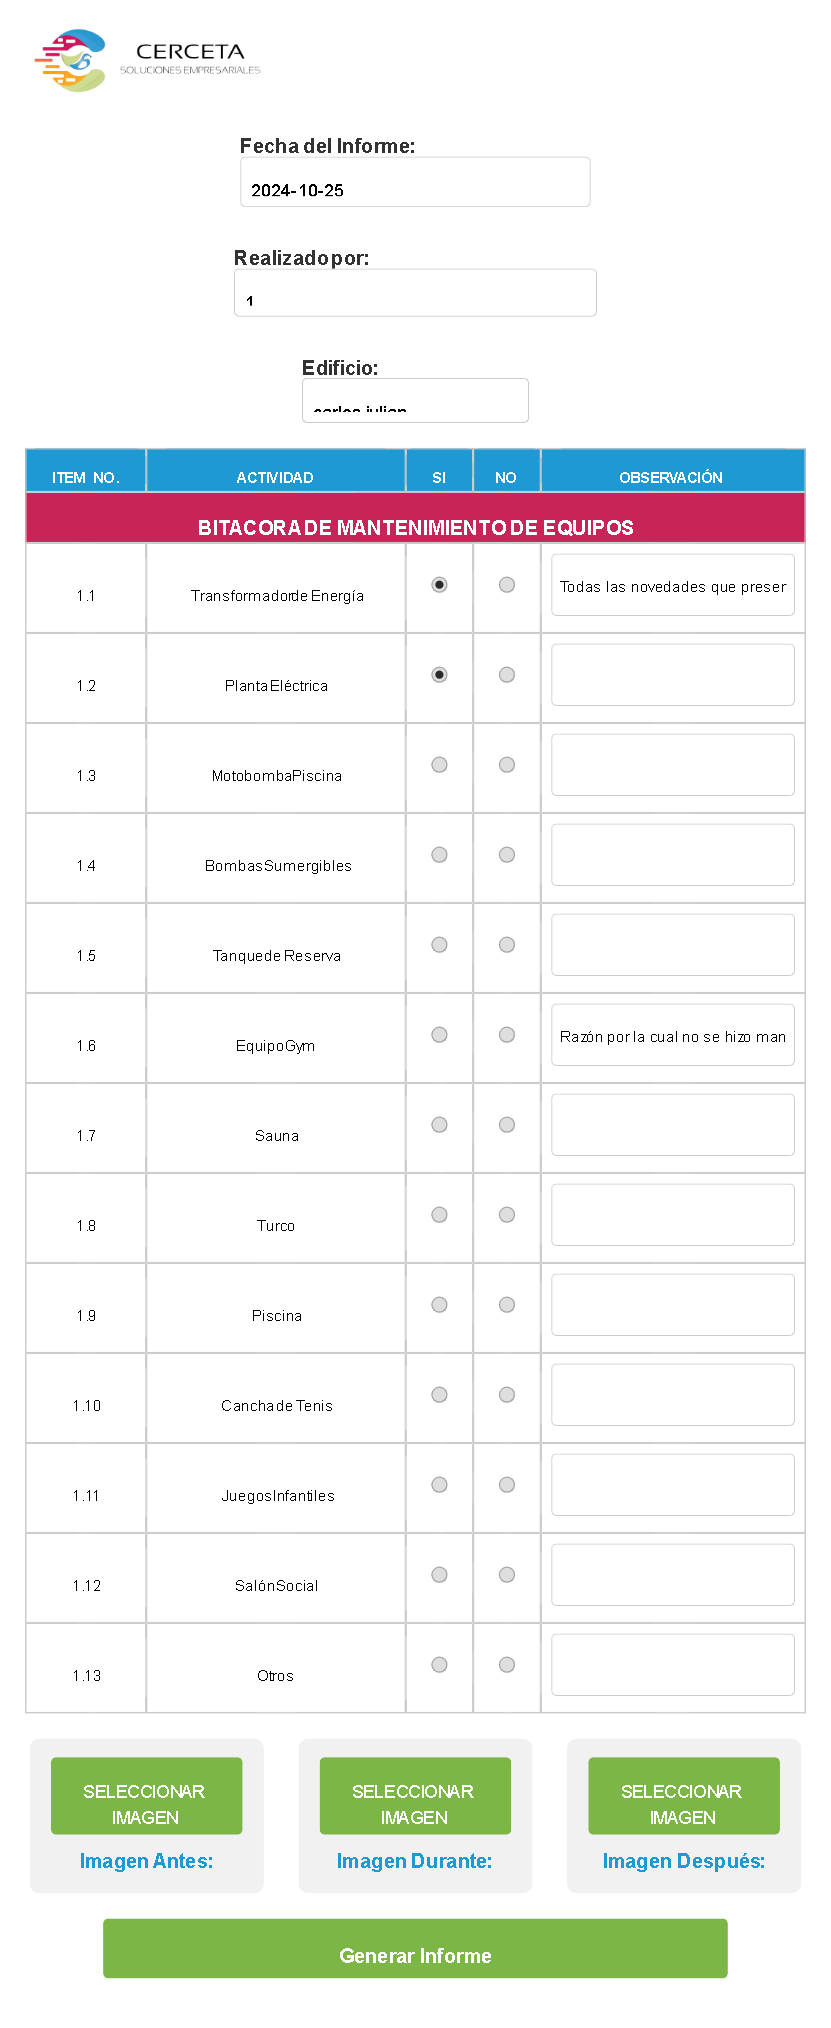 CERCETA
SOLUCIONES EMPRESARIALES
Fecha del Informe:
2024-10-25
Realizado por:
1
Edificio:
carlos julian
ITEM NO. ACTIVIDAD SI NO OBSERVACIÓN
BITACORA DE MANTENIMIENTO DE EQUIPOS
1.1 Transformador de Energía Todas las novedades que preser
1.2 Planta Eléctrica
1.3 Motobomba Piscina
1.4 Bombas Sumergibles
1.5 Tanque de Reserva
1.6 Equipo Gym Razón por la cual no se hizo man
1.7 Sauna
1.8 Turco
1.9 Piscina
1.10 Cancha de Tenis
1.11 Juegos Infantiles
1.12 Salón Social
1.13 Otros
SELECCIONAR IMAGEN
Imagen Antes:
SELECCIONAR IMAGEN
Imagen Durante:
SELECCIONAR IMAGEN
Imagen Después:
Generar Informe